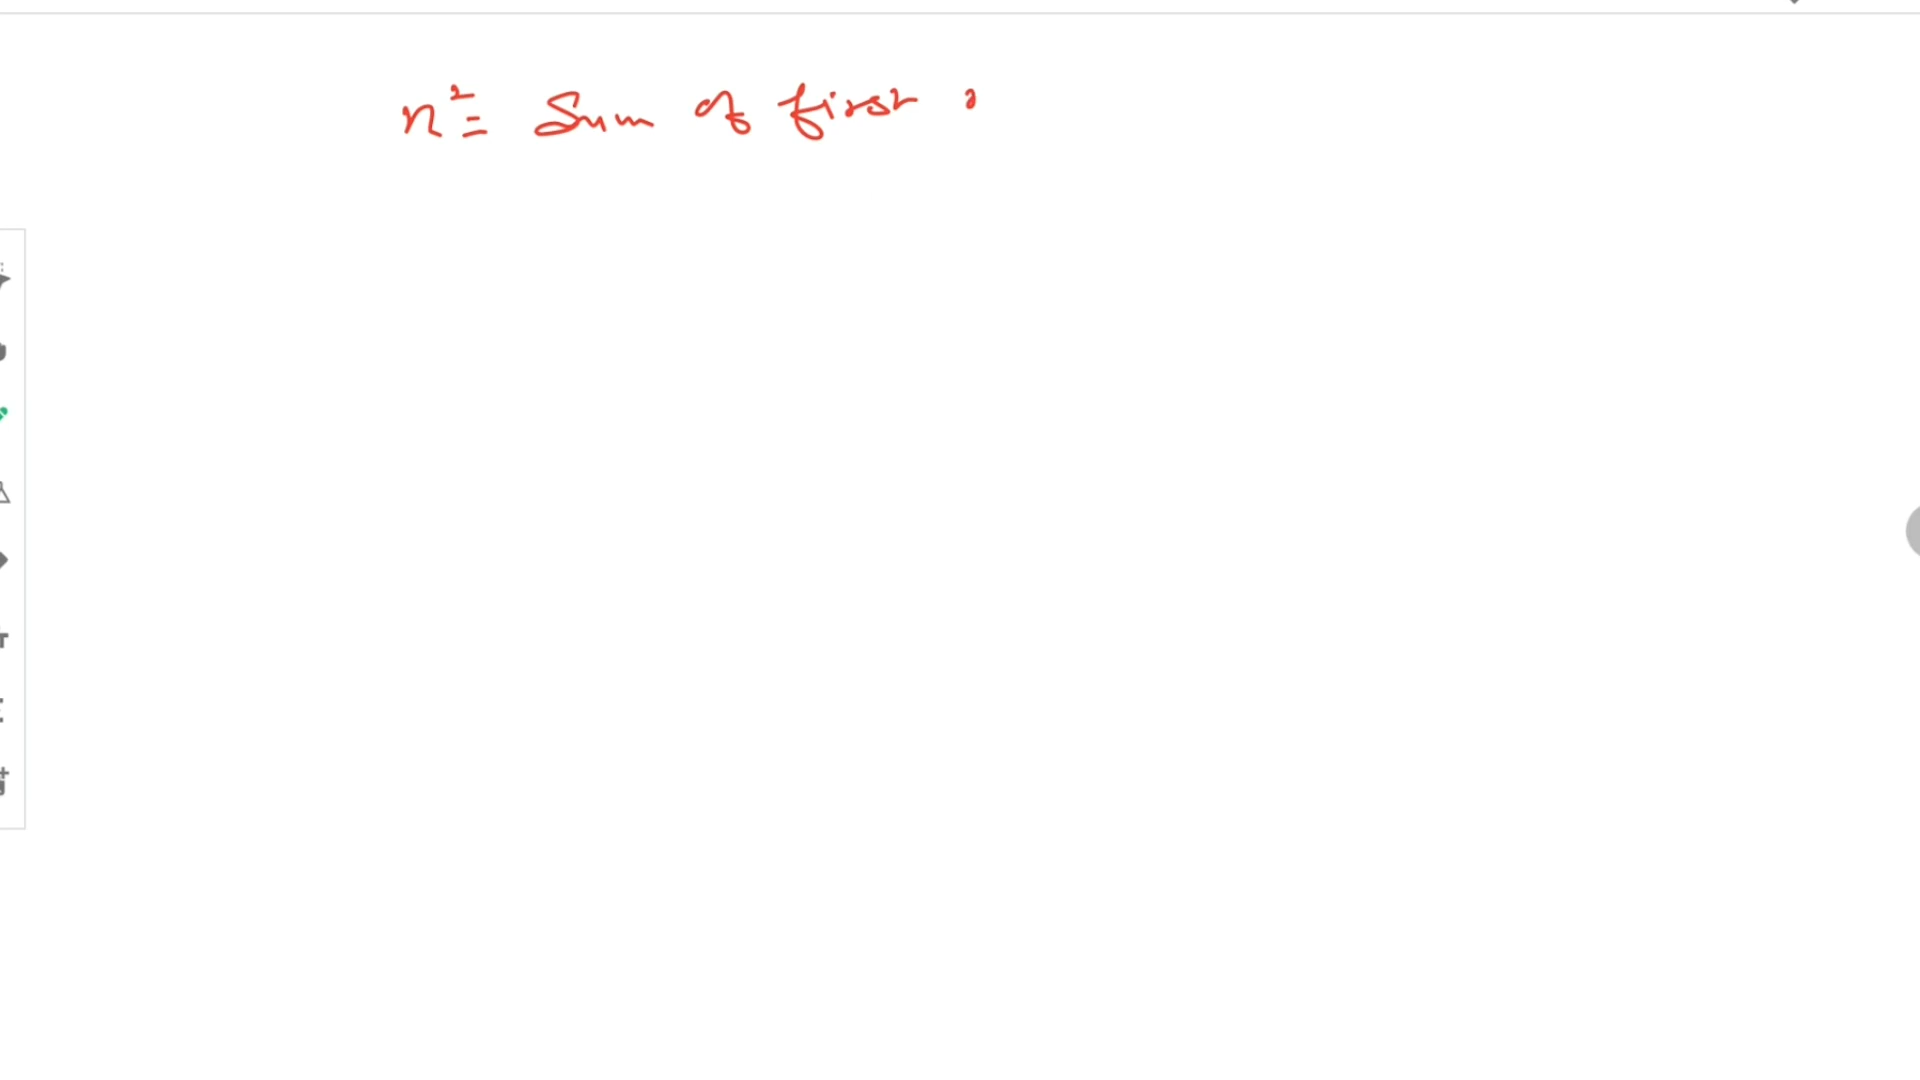 n² = Sum of first